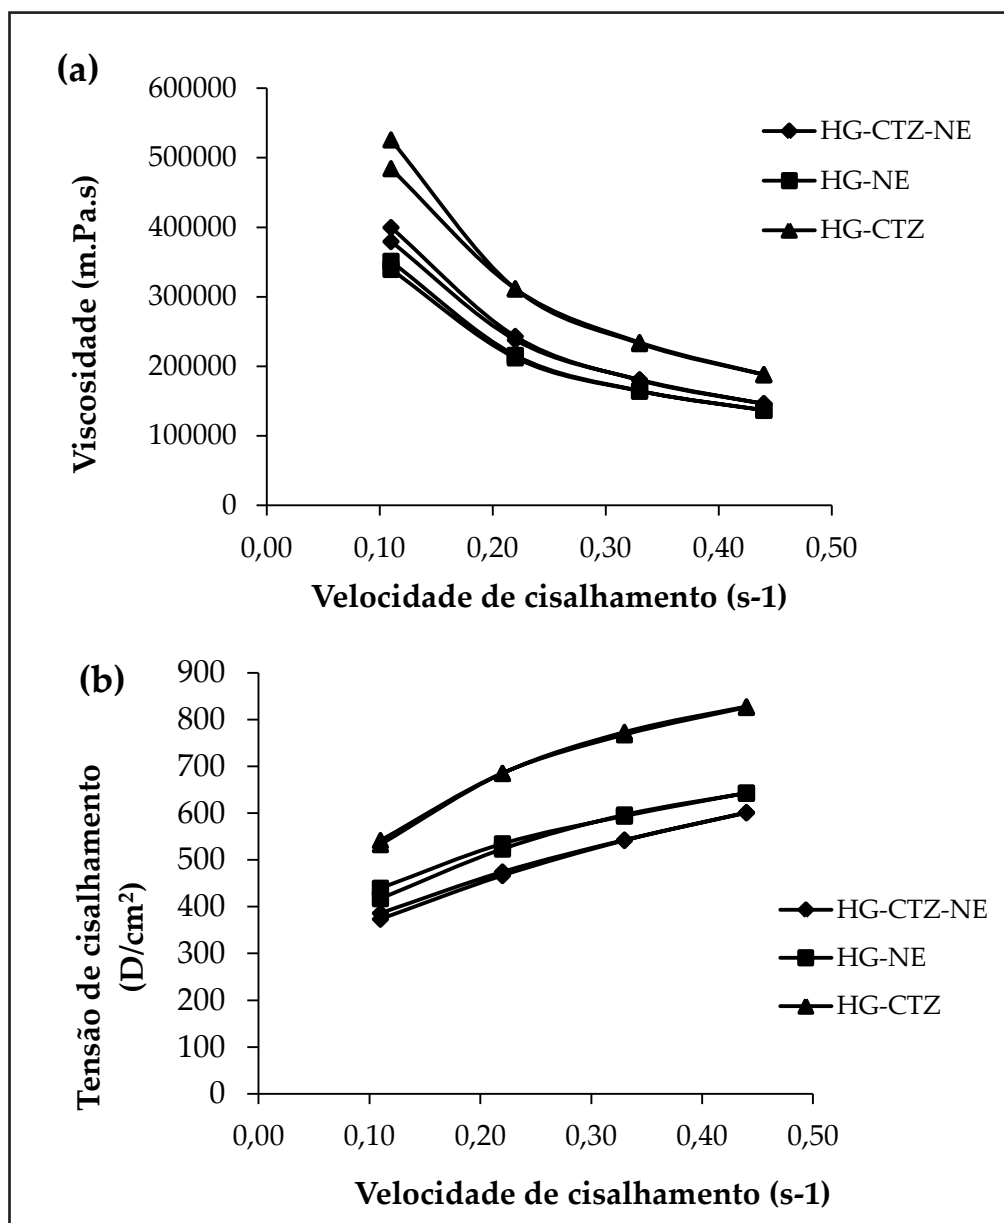 (a)
600000
500000
400000
300000
200000
100000
0
Viscosidade (m.Pa.s)
0,00 0,10 0,20 0,30 0,40 0,50
Velocidade de cisalhamento (s-1)
HG-CTZ-NE
HG-NE
HG-CTZ
(b)
900
800
700
600
500
400
300
200
100
0
Tensão de cisalhamento
(D/cm²)
0,00 0,10 0,20 0,30 0,40 0,50
Velocidade de cisalhamento (s-1)
HG-CTZ-NE
HG-NE
HG-CTZ